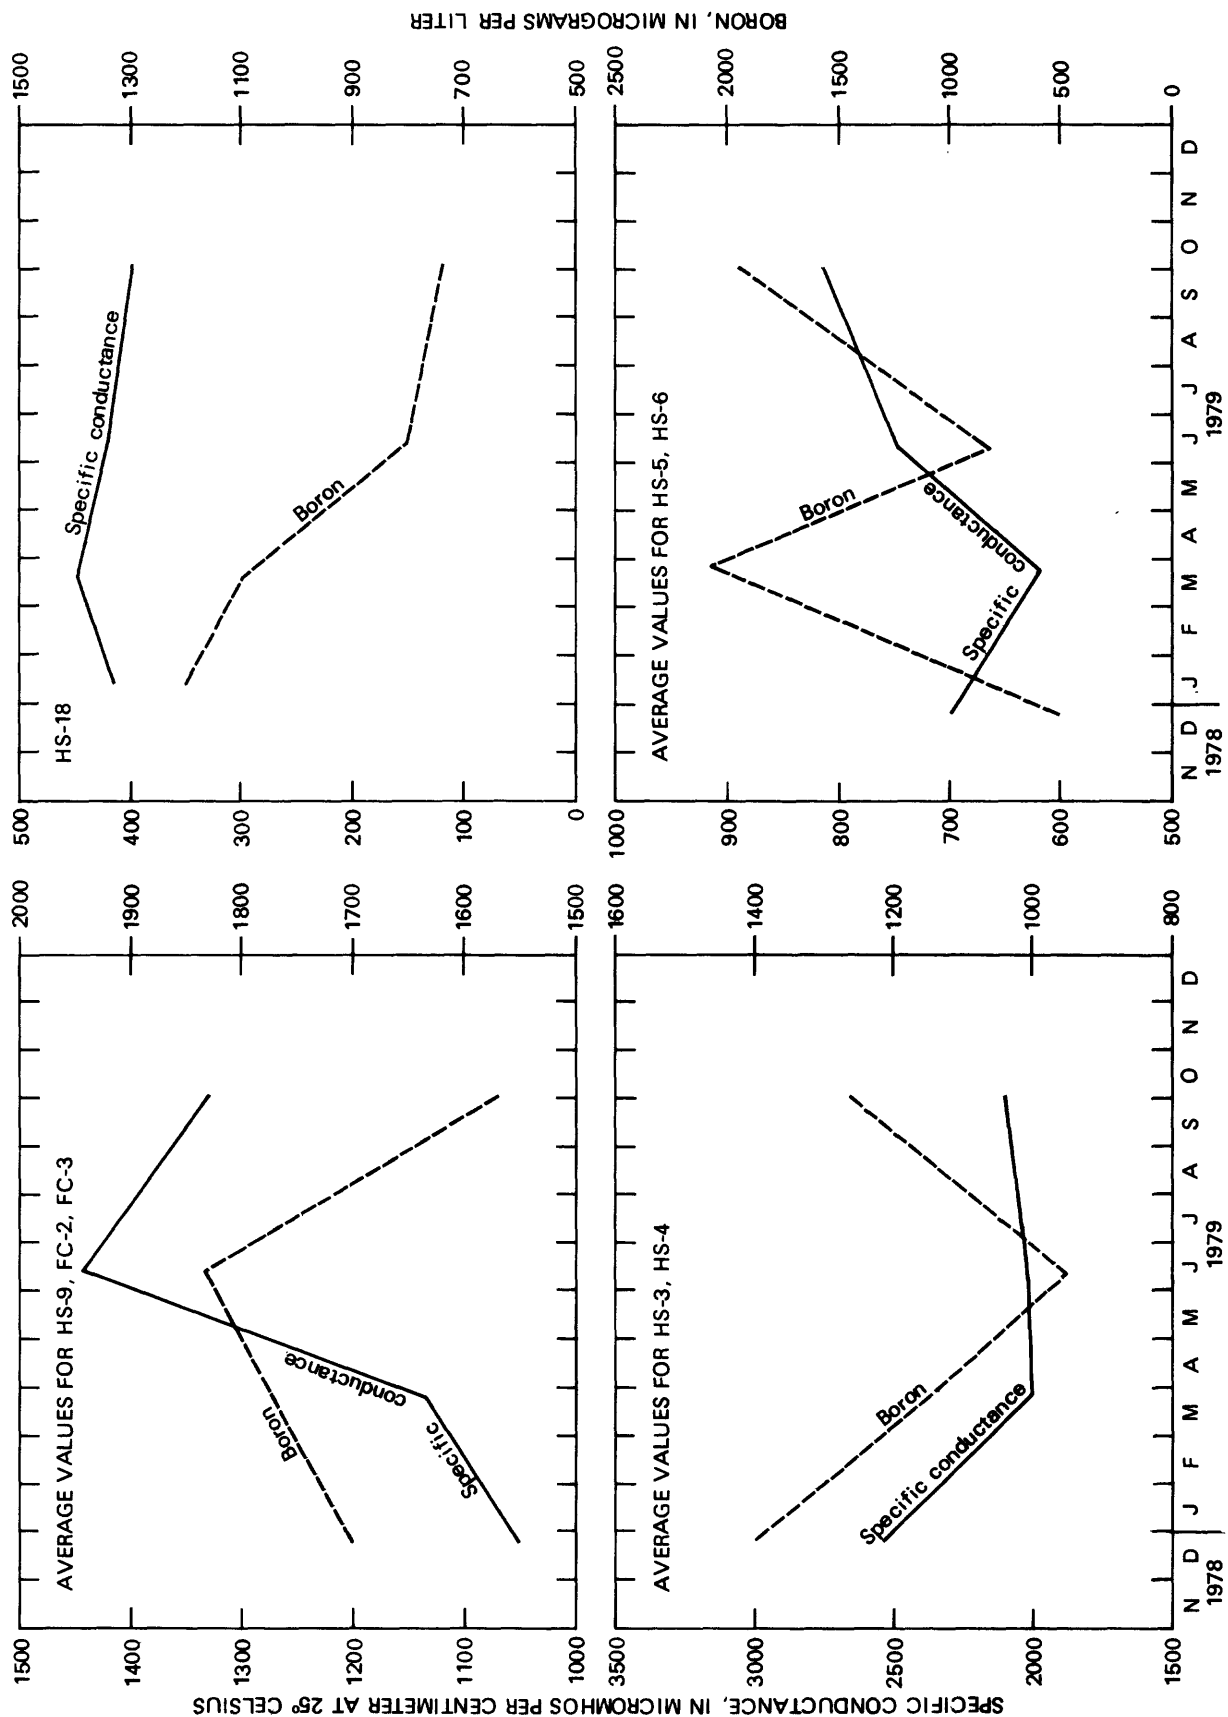 SPECIFIC CONDUCTANCE, IN MICROMHOS PER CENTIMETER AT 25° CELSIUS
AVERAGE VALUES FOR HS-9, FC-2, FC-3
1500
1400
1300
1200
1100
1000
Boron
Specific
conductance
2000
1900
1800
1700
1600
1500
HS-18
500
400
300
200
100
0
Specific conductance
Boron
1500
1300
1100
900
700
500
AVERAGE VALUES FOR HS-3, HS-4
3500
3000
2500
2000
1500
Specific conductance
Boron
1600
1400
1200
1000
800
N D J F M A M J J A S O N D
1978 1979
AVERAGE VALUES FOR HS-5, HS-6
1000
900
800
700
600
500
Specific
conductance
Boron
2500
2000
1500
1000
500
0
N D J F M A M J J A S O N D
1978 1979
BORON, IN MICROGRAMS PER LITER